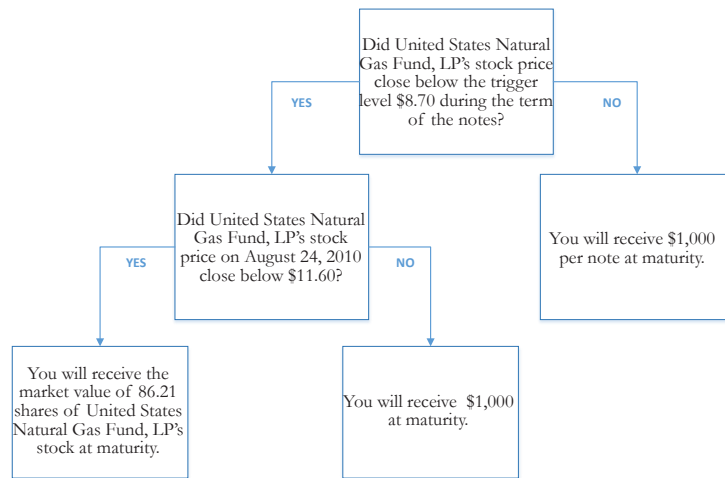 Did United States Natural
Gas Fund, LP's stock price
close below the trigger
level $8.70 during the term
of the notes?
YES
NO
Did United States Natural
Gas Fund, LP's stock
price on August 24, 2010
close below $11.60?
You will receive $1,000
per note at maturity.
YES
NO
You will receive the
market value of 86.21
shares of United States
Natural Gas Fund, LP's
stock at maturity.
You will receive $1,000
at maturity.